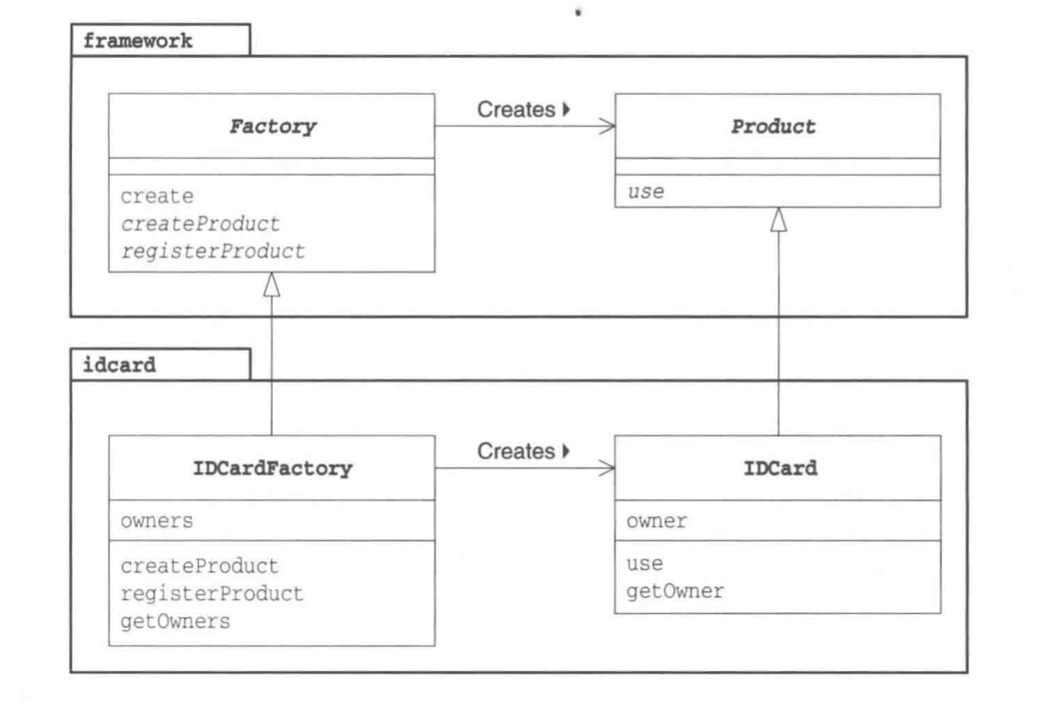 framework
Factory
Creates
Product
create
createProduct
registerProduct
use
idcard
IDCardFactory
Creates
IDCard
owners
owner
createProduct
registerProduct
getOwners
use
getOwner